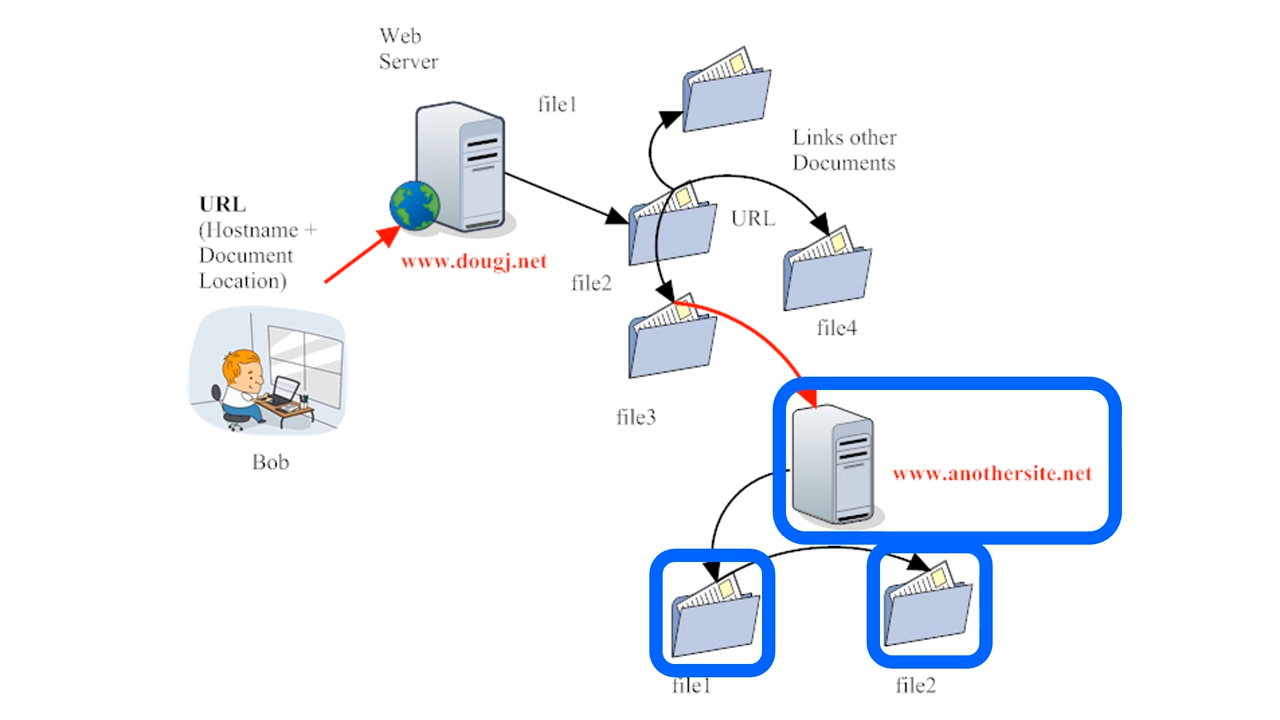 Web
Server
file1
Links other
Documents
URL
(Hostname +
Document
Location)
URL
www.dougj.net
file2
file4
file3
Bob
www.anothersite.net
file1
file2